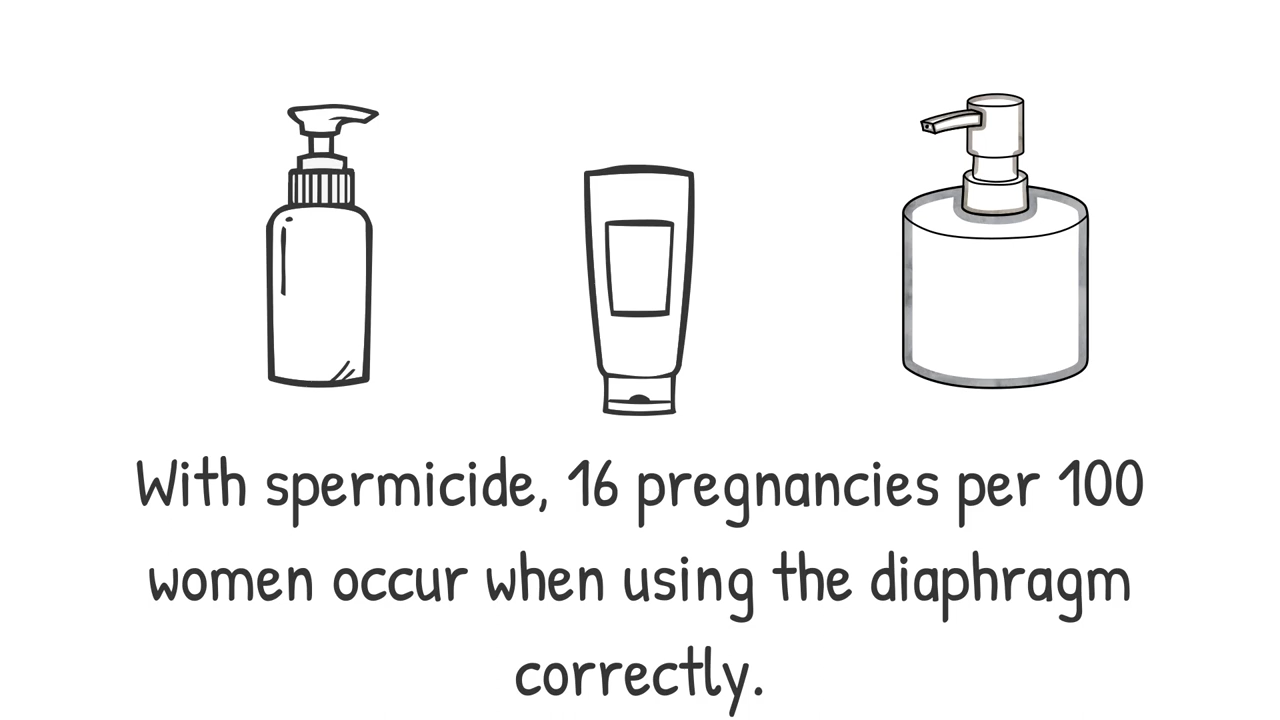 With spermicide, 16 pregnancies per 100
women occur when using the diaphragm
correctly.